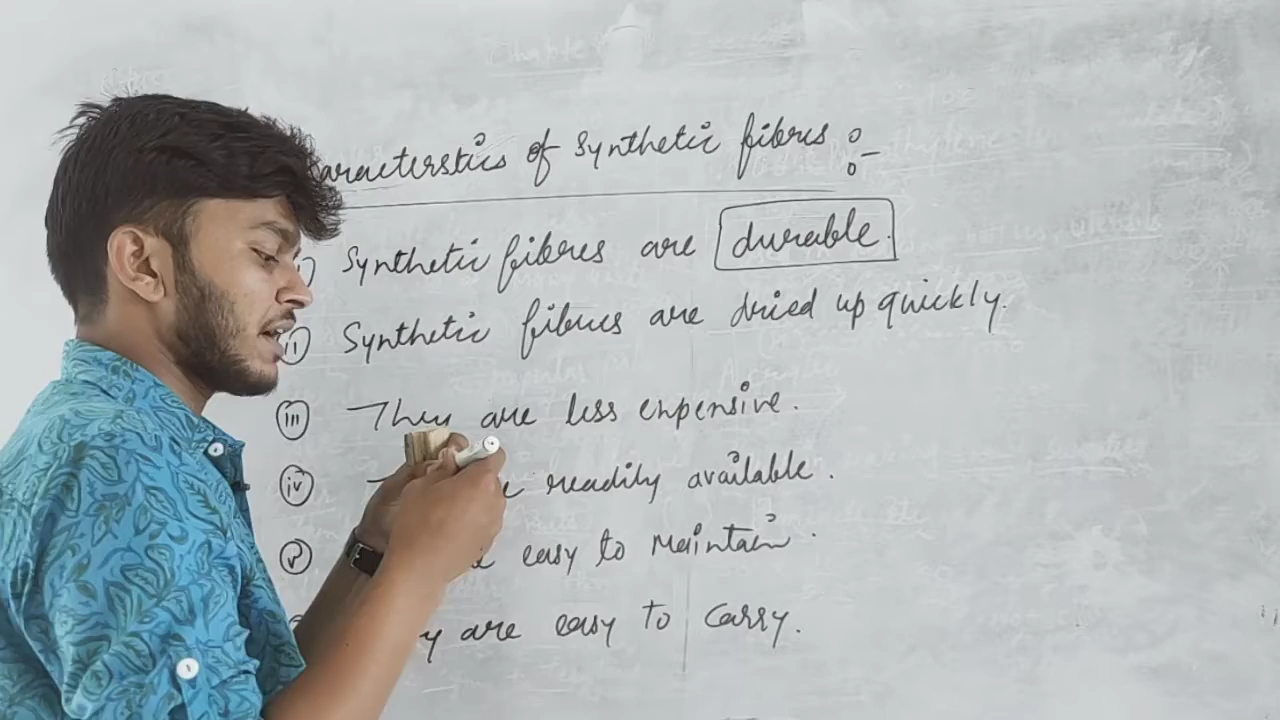 aracterstics of Synthetic fibres :-
Synthetic fibres are durable.
ii) Synthetic fibres are dried up quickly.
iii) They are less expensive.
iv) readily available.
v) easy to Maintain.
y are easy to Carry.